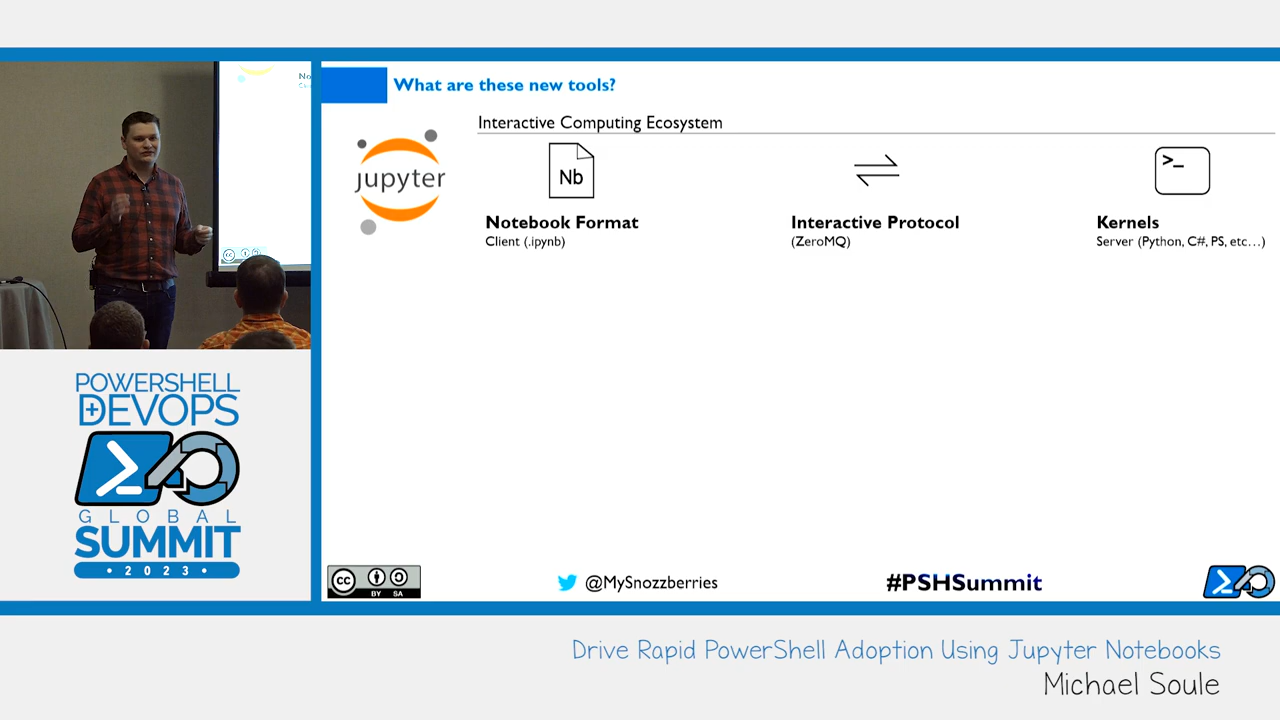 What are these new tools?
Interactive Computing Ecosystem
jupyter
Nb
>_
Notebook Format
Client (.ipynb)
Interactive Protocol
(ZeroMQ)
Kernels
Server (Python, C#, PS, etc...)
POWERSHELL
+DEVOPS
GLOBAL
SUMMIT
• 2023 •
cc
BY SA
@MySnozzberries
#PSHSummit
Drive Rapid PowerShell Adoption Using Jupyter Notebooks
Michael Soule